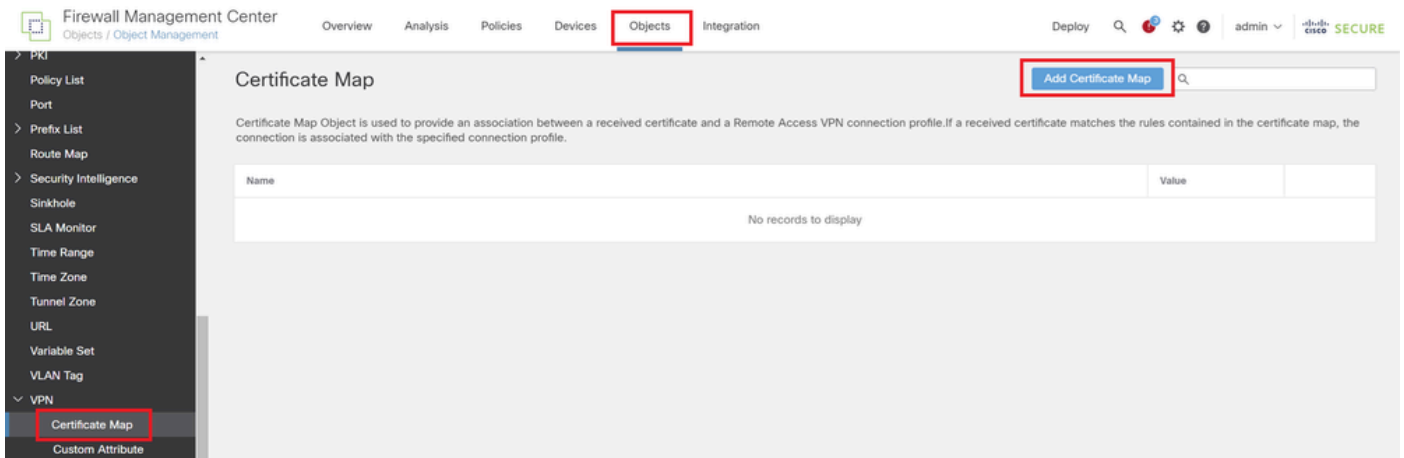 Firewall Management Center
Objects / Object Management
Overview Analysis Policies Devices Objects Integration
Deploy 3 admin
CISCO SECURE
PKI
Policy List
Port
Prefix List
Route Map
Security Intelligence
Sinkhole
SLA Monitor
Time Range
Time Zone
Tunnel Zone
URL
Variable Set
VLAN Tag
VPN
Certificate Map
Custom Attribute
Certificate Map
Add Certificate Map
Certificate Map Object is used to provide an association between a received certificate and a Remote Access VPN connection profile.If a received certificate matches the rules contained in the certificate map, the
connection is associated with the specified connection profile.
Name Value
No records to display